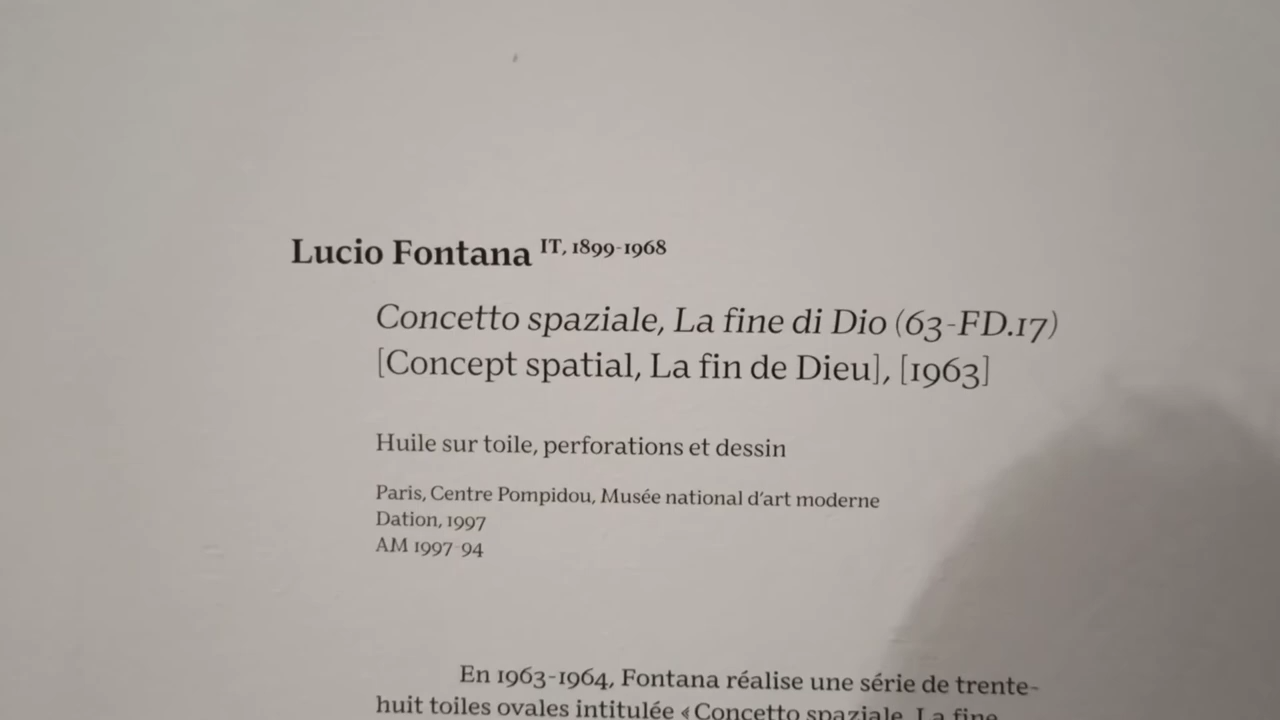 Lucio Fontana IT, 1899-1968
Concetto spaziale, La fine di Dio (63-FD.17)
[Concept spatial, La fin de Dieu], [1963]
Huile sur toile, perforations et dessin
Paris, Centre Pompidou, Musée national d'art moderne
Dation, 1997
AM 1997-94
En 1963-1964, Fontana réalise une série de trente-
huit toiles ovales intitulée « Concetto spaziale, La fine